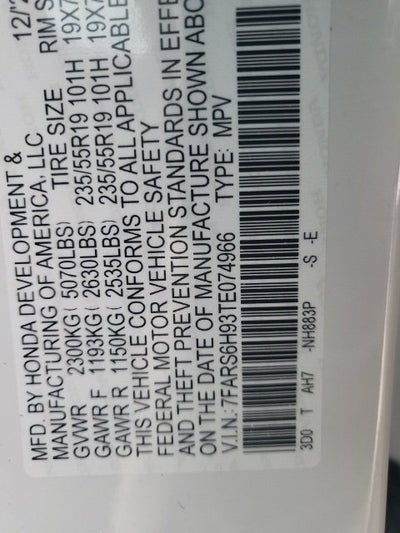 12/
MFD. BY HONDA DEVELOPMENT &
MANUFACTURING OF AMERICA, LLC
TIRE SIZE RIM S
GVWR 2300KG( 5070LBS) 235/55R19 101H 19X7
GAWR F 1193KG( 2630LBS) 235/55R19 101H 19X7
GAWR R 1150KG( 2535LBS)
THIS VEHICLE CONFORMS TO ALL APPLICABLE
FEDERAL MOTOR VEHICLE SAFETY
AND THEFT PREVENTION STANDARDS IN EFFE
ON THE DATE OF MANUFACTURE SHOWN ABO
V.I.N.: 7FARS6H93TE074966 TYPE: MPV
3D0 T AH7 -NH883P -S -E